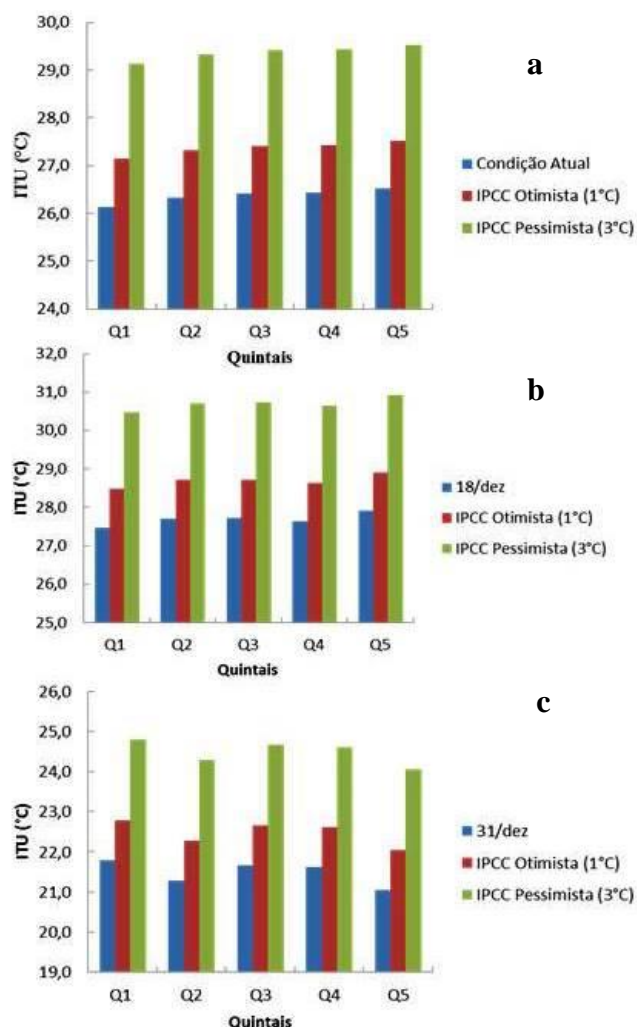 30,0
29,0
28,0
27,0
26,0
25,0
24,0
ITU (°C)
Q1 Q2 Q3 Q4 Q5
Quintais
a
Condição Atual
IPCC Otimista (1°C)
IPCC Pessimista (3°C)
32,0
31,0
30,0
29,0
28,0
27,0
26,0
25,0
ITU (°C)
Q1 Q2 Q3 Q4 Q5
Quintais
b
18/dez
IPCC Otimista (1°C)
IPCC Pessimista (3°C)
26,0
25,0
24,0
23,0
22,0
21,0
20,0
19,0
ITU (°C)
Q1 Q2 Q3 Q4 Q5
Quintais
c
31/dez
IPCC Otimista (1°C)
IPCC Pessimista (3°C)